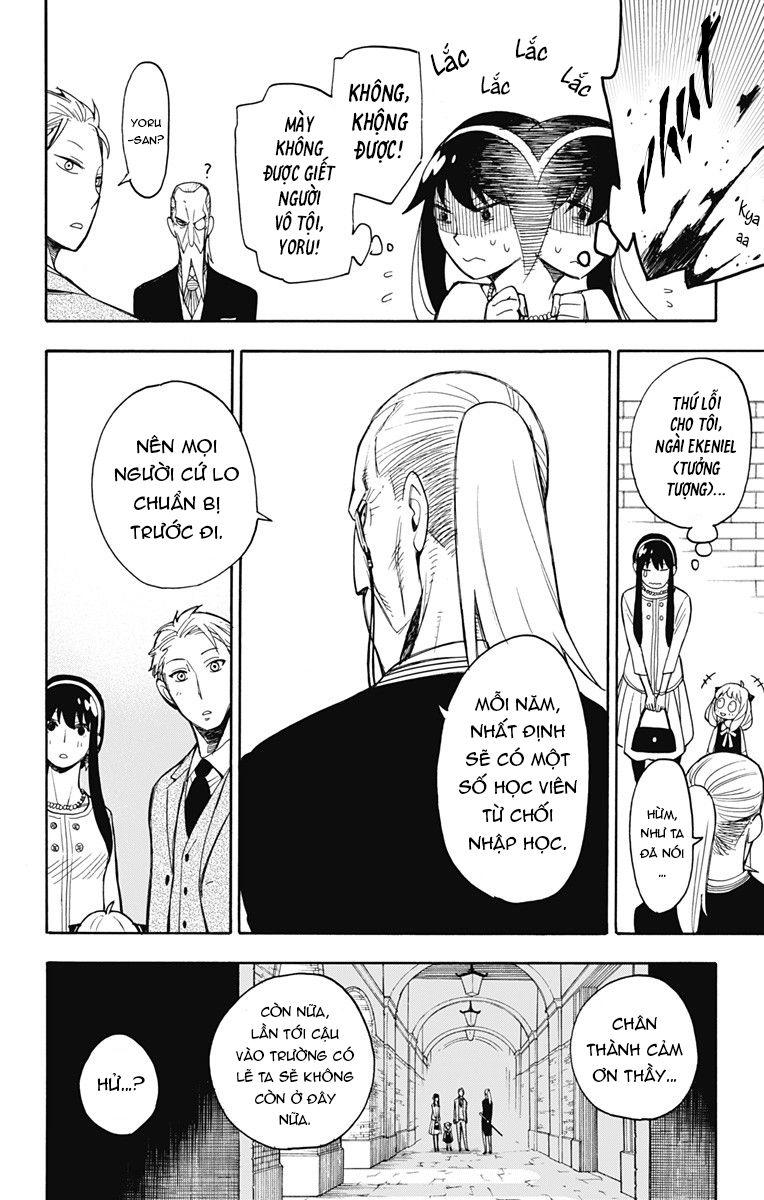 phụt
Kya
aa
Lắc
Lắc
Lắc
Lắc
KHÔNG,
KHÔNG
ĐƯỢC!
MÀY
KHÔNG
ĐƯỢC GIẾT
NGƯỜI
VÔ TỘI,
YORU!
?
YORU
-SAN?
THỨ LỖI
CHO TÔI,
NGÀI EKENIEL
(TƯỞNG
TƯỢNG)...
HỪM,
NHƯ TA
ĐÃ NÓI
...
MỖI NĂM,
NHẤT ĐỊNH
SẼ CÓ MỘT
SỐ HỌC VIÊN
TỪ CHỐI
NHẬP HỌC.
NÊN MỌI
NGƯỜI CỨ LO
CHUẨN BỊ
TRƯỚC ĐI.
CHÂN
THÀNH CẢM
ƠN THẦY...
CÒN NỮA,
LẦN TỚI CẬU
VÀO TRƯỜNG CÓ
LẼ TA SẼ KHÔNG
CÒN Ở ĐÂY
NỮA.
HỬ...?